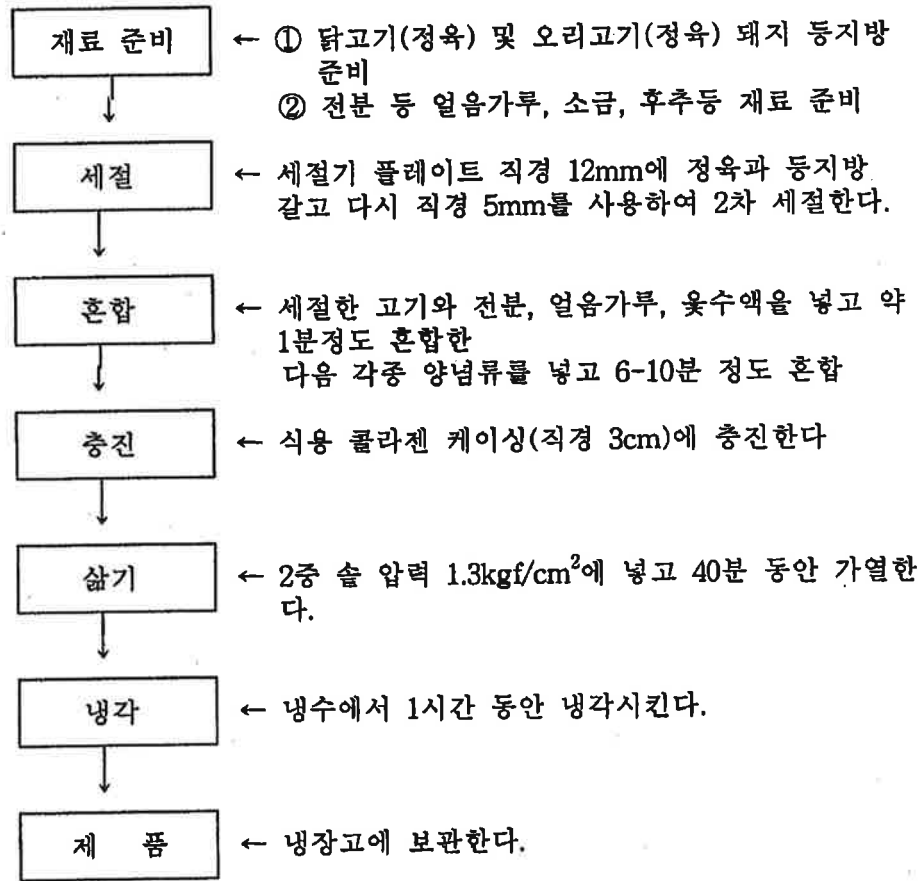 재료 준비
← ① 닭고기(정육) 및 오리고기(정육) 돼지 등지방
준비
② 전분 등 얼음가루, 소금, 후추등 재료 준비
세절
← 세절기 플레이트 직경 12mm에 정육과 등지방
갈고 다시 직경 5mm를 사용하여 2차 세절한다.
혼합
← 세절한 고기와 전분, 얼음가루, 옻수액을 넣고 약
1분정도 혼합한
다음 각종 양념류를 넣고 6-10분 정도 혼합
충진
← 식용 콜라젠 케이싱(직경 3cm)에 충진한다
삶기
← 2중 솥 압력 1.3kgf/cm²에 넣고 40분 동안 가열한
다.
냉각
← 냉수에서 1시간 동안 냉각시킨다.
제 품
← 냉장고에 보관한다.